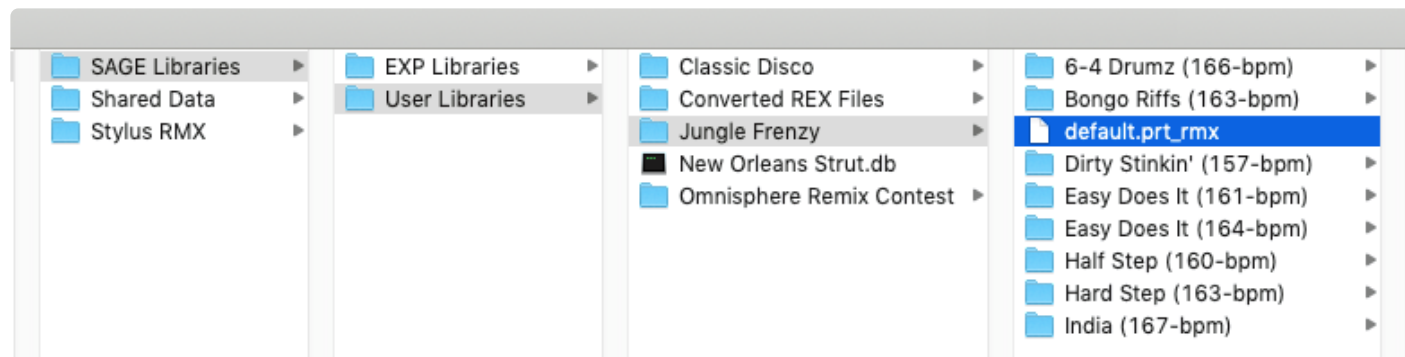 SAGE Libraries
Shared Data
Stylus RMX
EXP Libraries
User Libraries
Classic Disco
Converted REX Files
Jungle Frenzy
New Orleans Strut.db
Omnisphere Remix Contest
6-4 Drumz (166-bpm)
Bongo Riffs (163-bpm)
default.prt_rmx
Dirty Stinkin' (157-bpm)
Easy Does It (161-bpm)
Easy Does It (164-bpm)
Half Step (160-bpm)
Hard Step (163-bpm)
India (167-bpm)